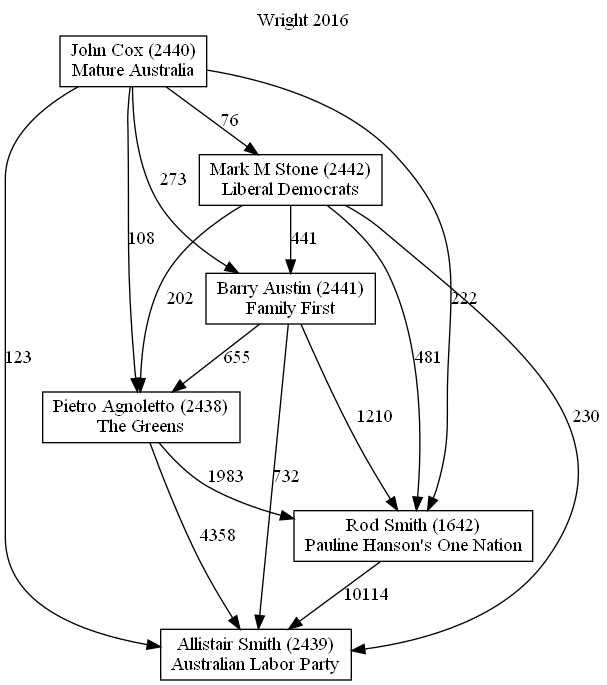 Wright 2016
John Cox (2440)
Mature Australia
76
Mark M Stone (2442)
Liberal Democrats
273
108
441
202
222
Barry Austin (2441)
Family First
123
655
481
1210
230
Pietro Agnoletto (2438)
The Greens
1983
732
4358
Rod Smith (1642)
Pauline Hanson's One Nation
10114
Allistair Smith (2439)
Australian Labor Party